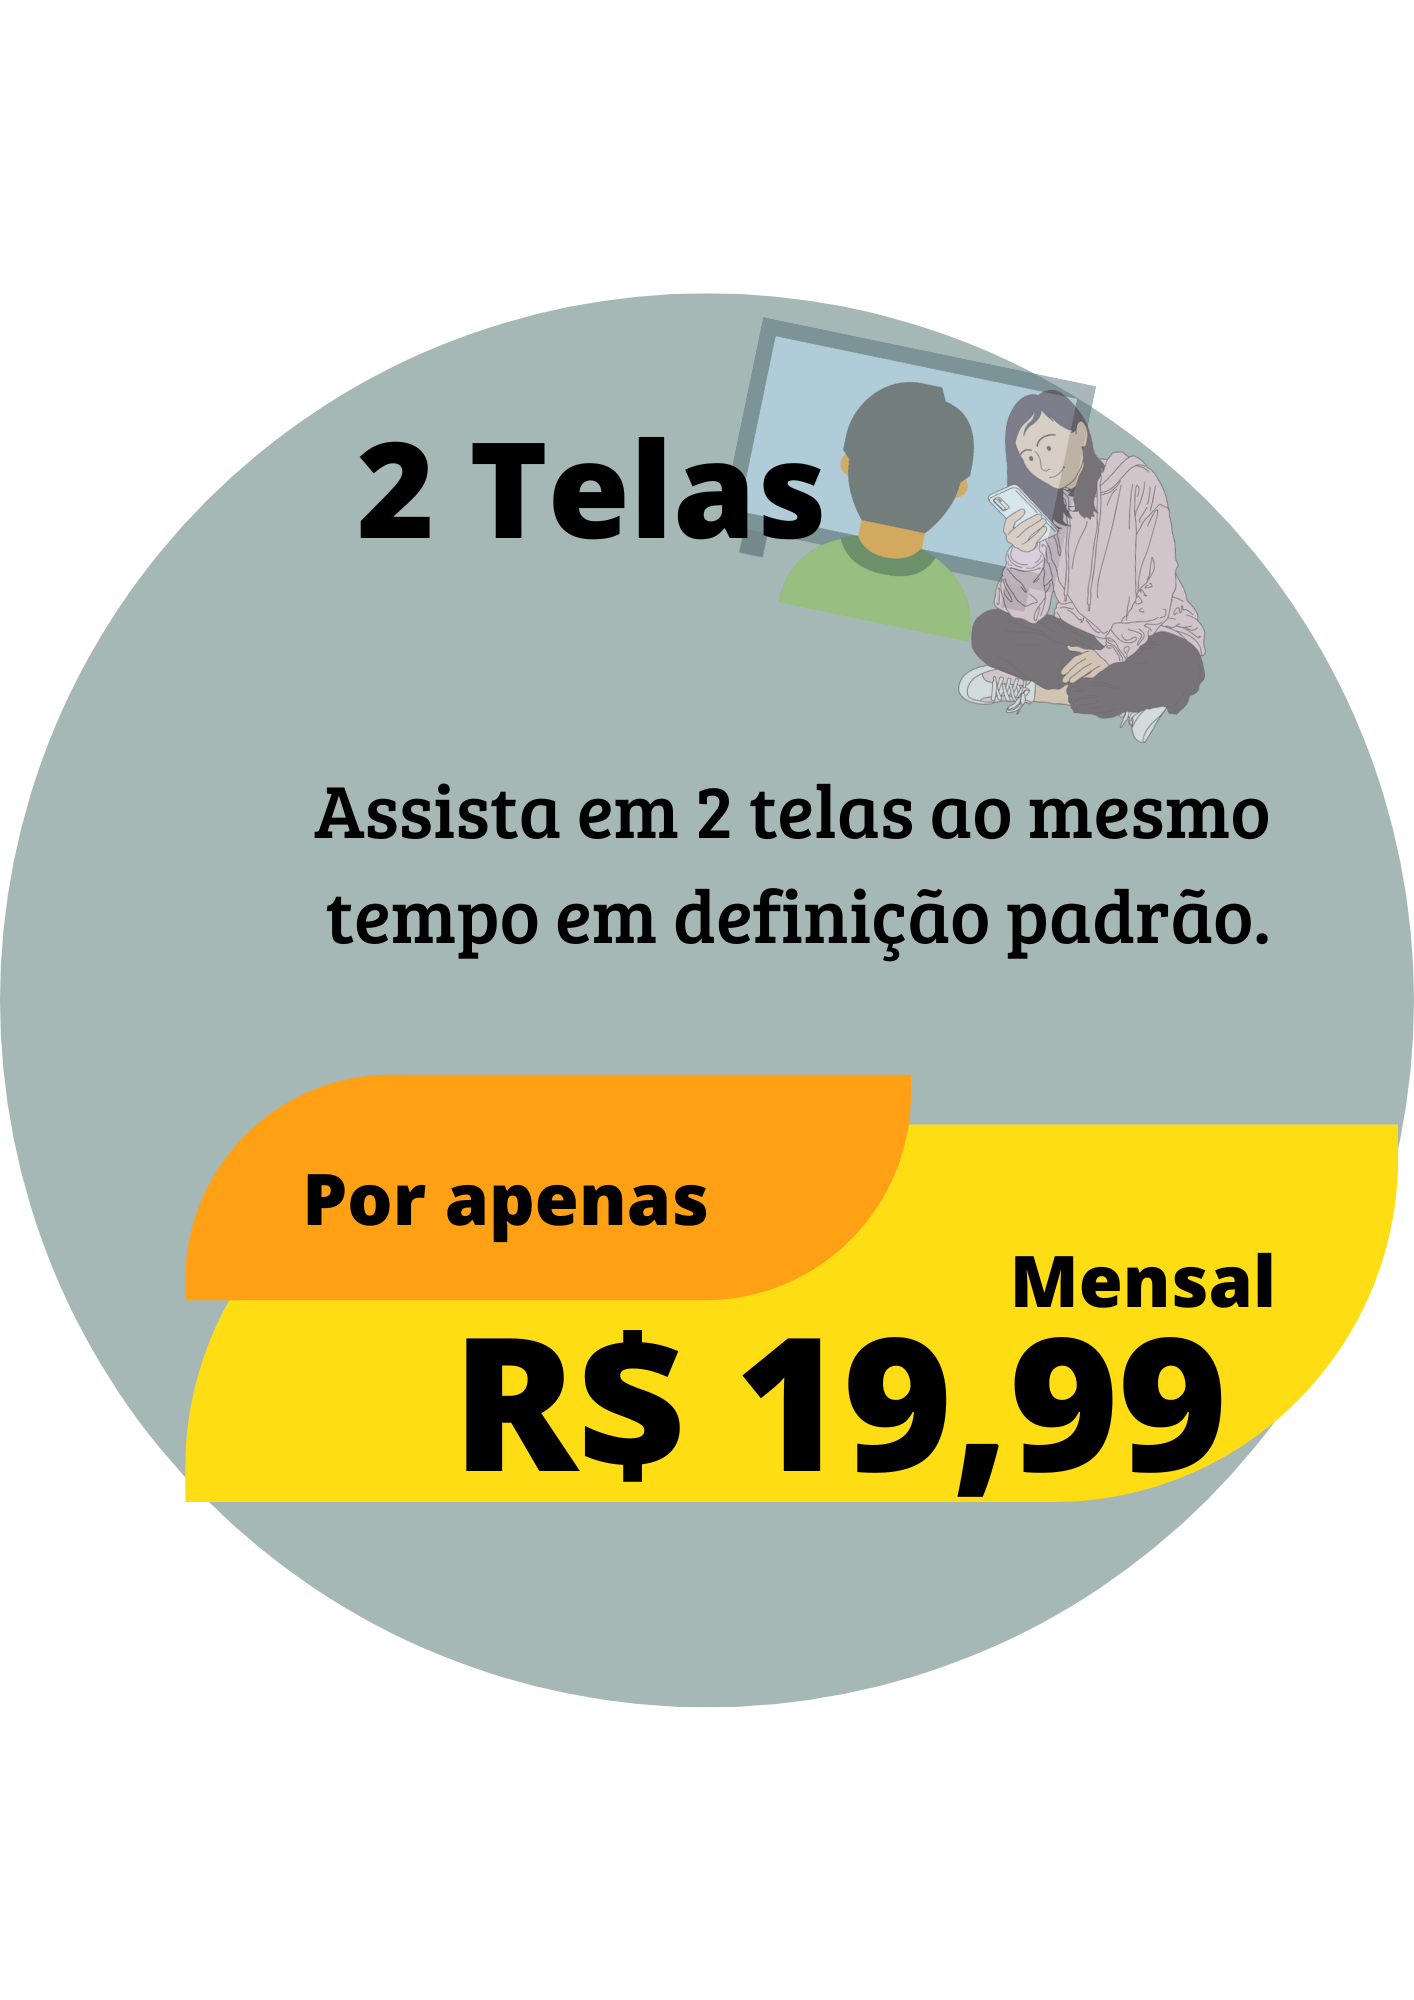 2 Telas
Assista em 2 telas ao mesmo
tempo em definição padrão.
Por apenas
Mensal
R$ 19,99